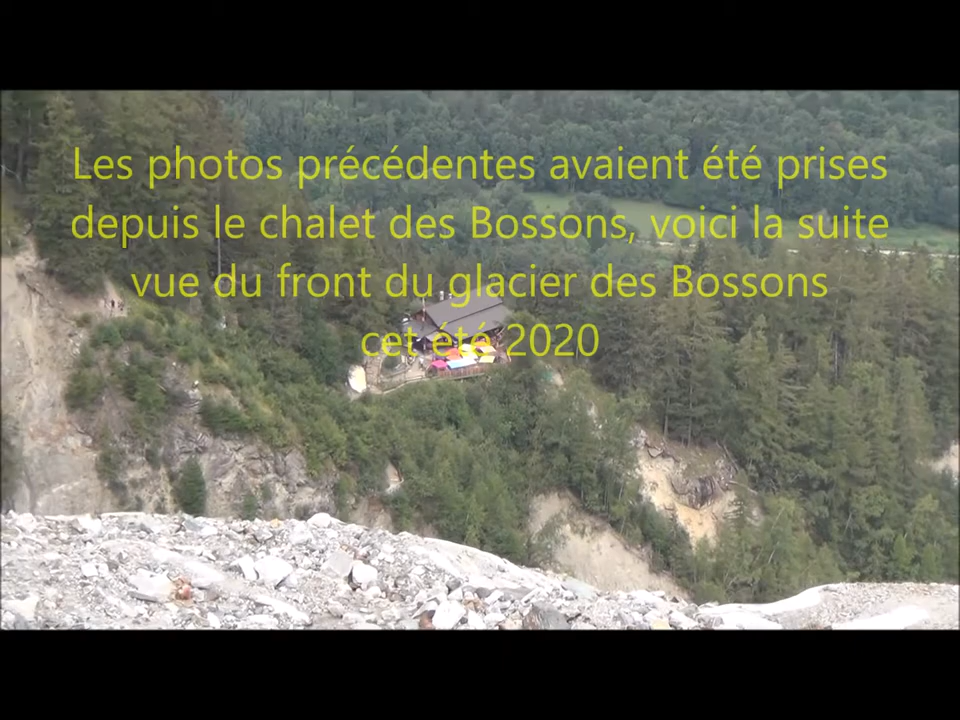 Les photos précédentes avaient été prises
depuis le chalet des Bossons, voici la suite
vue du front du glacier des Bossons
cet été 2020